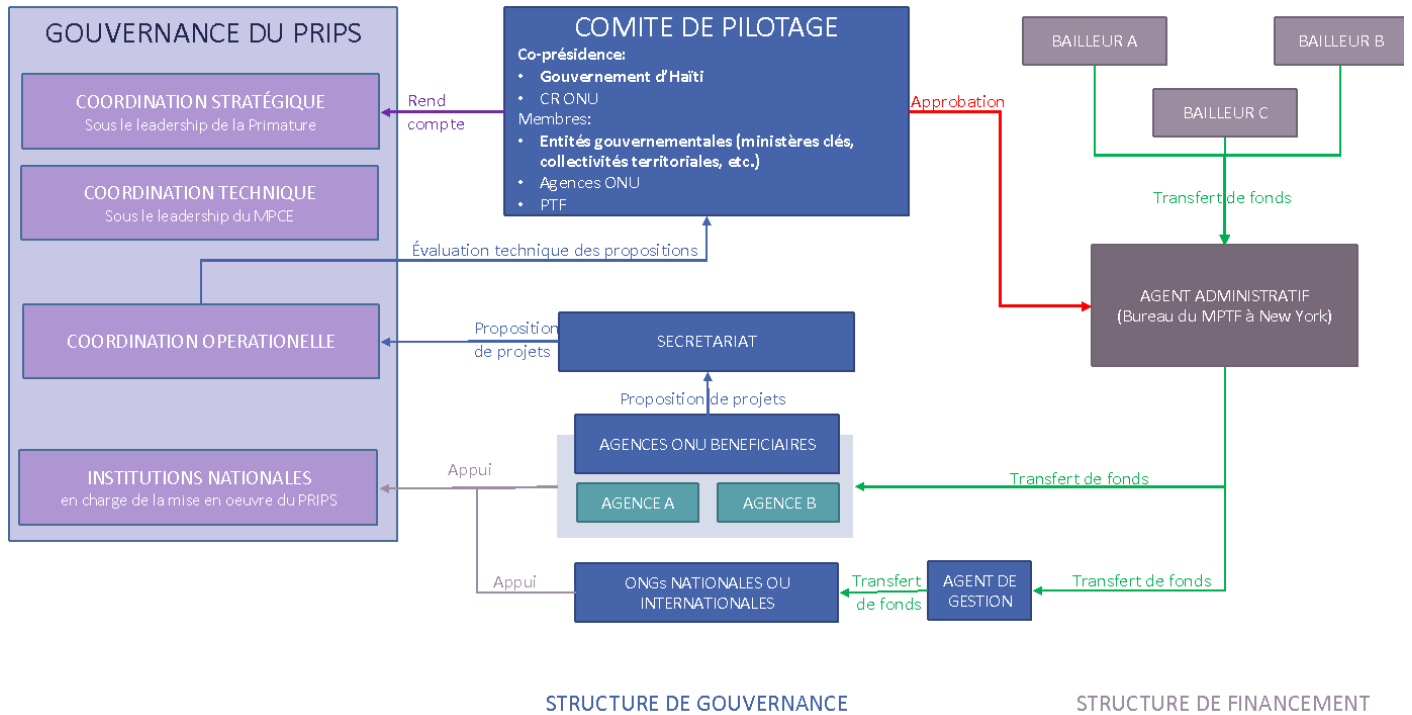 GOUVERNANCE DU PRIPS
COORDINATION STRATÉGIQUE
Sous le leadership de la Primature
COORDINATION TECHNIQUE
Sous le leadership du MPCE
COORDINATION OPERATIONELLE
INSTITUTIONS NATIONALES
en charge de la mise en oeuvre du PRIPS
Rend
compte
COMITE DE PILOTAGE
Co-présidence:
• Gouvernement d'Haïti
• CR ONU
Membres:
• Entités gouvernementales (ministères clés,
collectivités territoriales, etc.)
• Agences ONU
• PTF
Approbation
BAILLEUR A
BAILLEUR B
BAILLEUR C
Transfert de fonds
AGENT ADMINISTRATIF
(Bureau du MPTF à New York)
Évaluation technique des propositions
Proposition
de projets
SECRETARIAT
Proposition de projets
AGENCES ONU BENEFICIAIRES
AGENCE A
AGENCE B
Appui
Transfert de fonds
Appui
ONGs NATIONALES OU
INTERNATIONALES
Transfert
de fonds
AGENT DE
GESTION
Transfert de fonds
STRUCTURE DE GOUVERNANCE
STRUCTURE DE FINANCEMENT